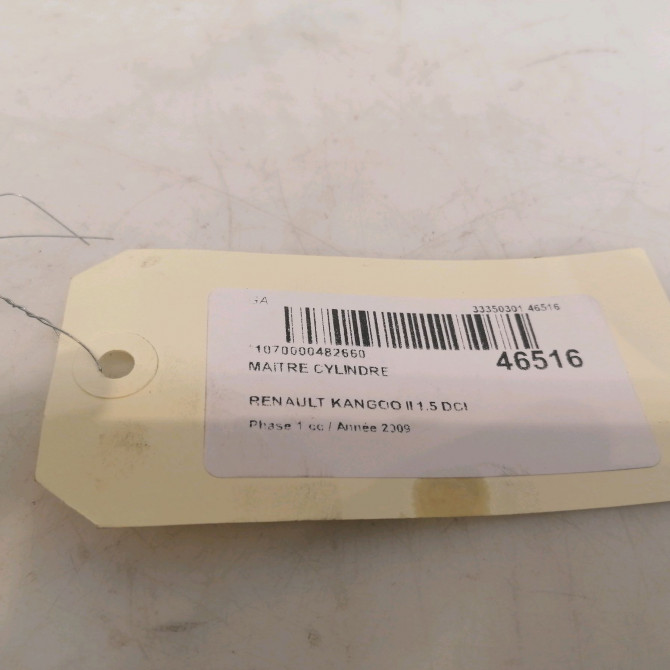 33350301 46516
1070000482660
46516
MAITRE CYLINDRE
RENAULT KANGOO II 1.5 DCI
Phase 1 cc / Année 2009